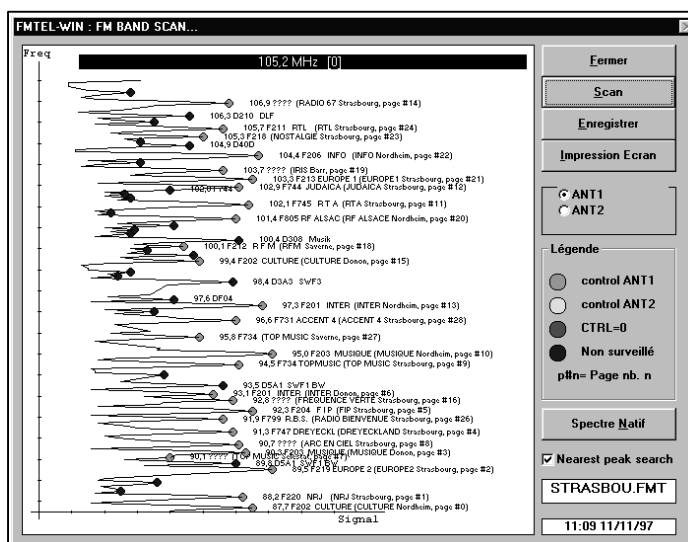 FMTEL-WIN : FM BAND SCAN...
Freq
105,2 MHz [0]
106,9 ???? (RADIO 67 Strasbourg, page #14)
106,3 D210 DLF
105,7 F211 RTL (RTL Strasbourg, page #24)
105,3 F218 (NOSTALGIE Strasbourg, page #23)
104,9 D40D
104,4 F206 INFO (INFO Nordheim, page #22)
103,7 ???? (IRIS Barr, page #19)
103,3 F213 EUROPE 1 (EUROPE1 Strasbourg, page #21)
102,9 F744 JUDAICA (JUDAICA Strasbourg, page #12)
102,0 F744
102,1 F745 R T A (RTA Strasbourg, page #11)
101,4 F805 RF ALSAC (RF ALSACE Nordheim, page #20)
100,4 D308 Musik
100,1 F212 R F M (RFM Saverne, page #18)
99,4 F202 CULTURE (CULTURE Donon, page #15)
98,4 D3A3 SWF3
97,6 DF04
97,3 F201 INTER (INTER Nordheim, page #13)
96,6 F731 ACCENT 4 (ACCENT 4 Strasbourg, page #28)
95,8 F734 (TOP MUSIC Saverne, page #27)
95,0 F203 MUSIQUE (MUSIQUE Nordheim, page #10)
94,5 F734 TOPMUSIC (TOP MUSIC Strasbourg, page #9)
93,5 D5A1 SWF1 BW
93,1 F201 INTER (INTER Donon, page #6)
92,8 ???? (FREQUENCE VERTE Strasbourg, page #16)
92,3 F204 F I P (FIP Strasbourg, page #5)
91,9 F799 R.B.S. (RADIO BIENVENUE Strasbourg, page #26)
91,3 F747 DREYECKL (DREYECKLAND Strasbourg, page #4)
90,7 ???? (ARC EN CIEL Strasbourg, page #8)
90,3 F203 MUSIQUE (MUSIQUE Donon, page #3)
90,1 ???? (TOP MUSIC Selestat, page #7)
89,8 D5A1 SWF1 BW
89,5 F219 EUROPE 2 (EUROPE2 Strasbourg, page #2)
88,2 F220 NRJ (NRJ Strasbourg, page #1)
87,7 F202 CULTURE (CULTURE Nordheim, page #0)
Signal
Fermer
Scan
Enregistrer
Impression Ecran
ANT1
ANT2
Légende
control ANT1
control ANT2
CTRL=0
Non surveillé
p#n= Page nb. n
Spectre Natif
Nearest peak search
STRASBOU.FMT
11:09 11/11/97